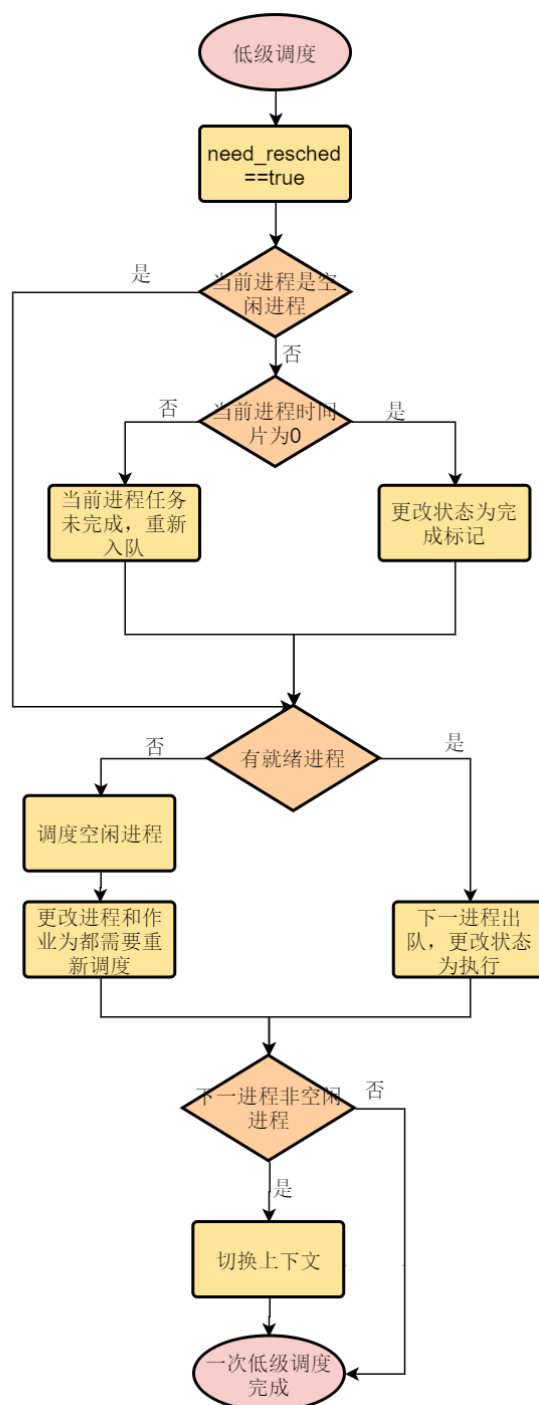 低级调度
need_resched
==true
是
当前进程是空
闲进程
否
否
当前进程时间
片为0
是
当前进程任务
未完成，重新
入队
更改状态为完
成标记
否
有就绪进程
是
调度空闲进程
更改进程和作
业为都需要重
新调度
下一进程出
队，更改状态
为执行
下一进程非空闲
进程
否
是
切换上下文
一次低级调度
完成